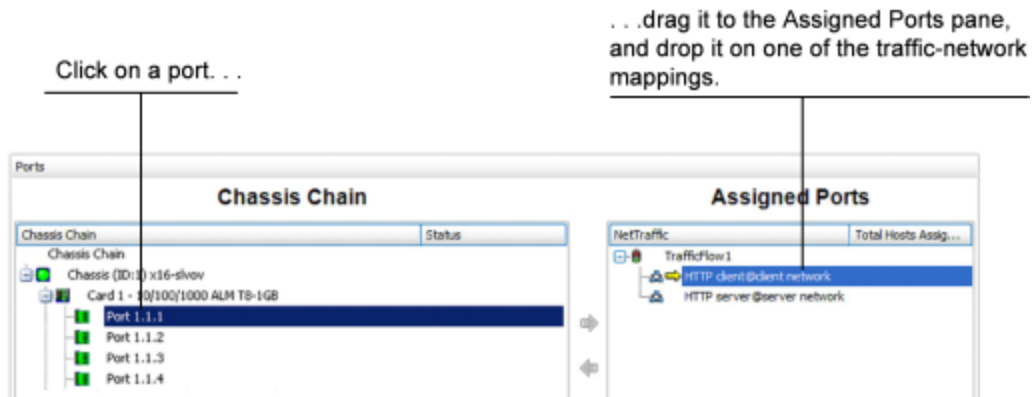 . . .drag it to the Assigned Ports pane,
and drop it on one of the traffic-network
mappings.
Click on a port. . .
Ports
Chassis Chain
Assigned Ports
Chassis Chain
Status
NetTraffic
Total Hosts Assig...
Chassis Chain
TrafficFlow1
Chassis (ID:1) x16-slvov
HTTP client@client network
Card 1 - 10/100/1000 ALM T8-1GB
HTTP server@server network
Port 1.1.1
Port 1.1.2
Port 1.1.3
Port 1.1.4